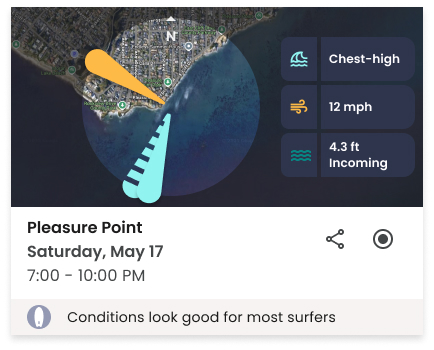 N
Chest-high
12 mph
4.3 ft
Incoming
Pleasure Point
Saturday, May 17
7:00 - 10:00 PM
Conditions look good for most surfers